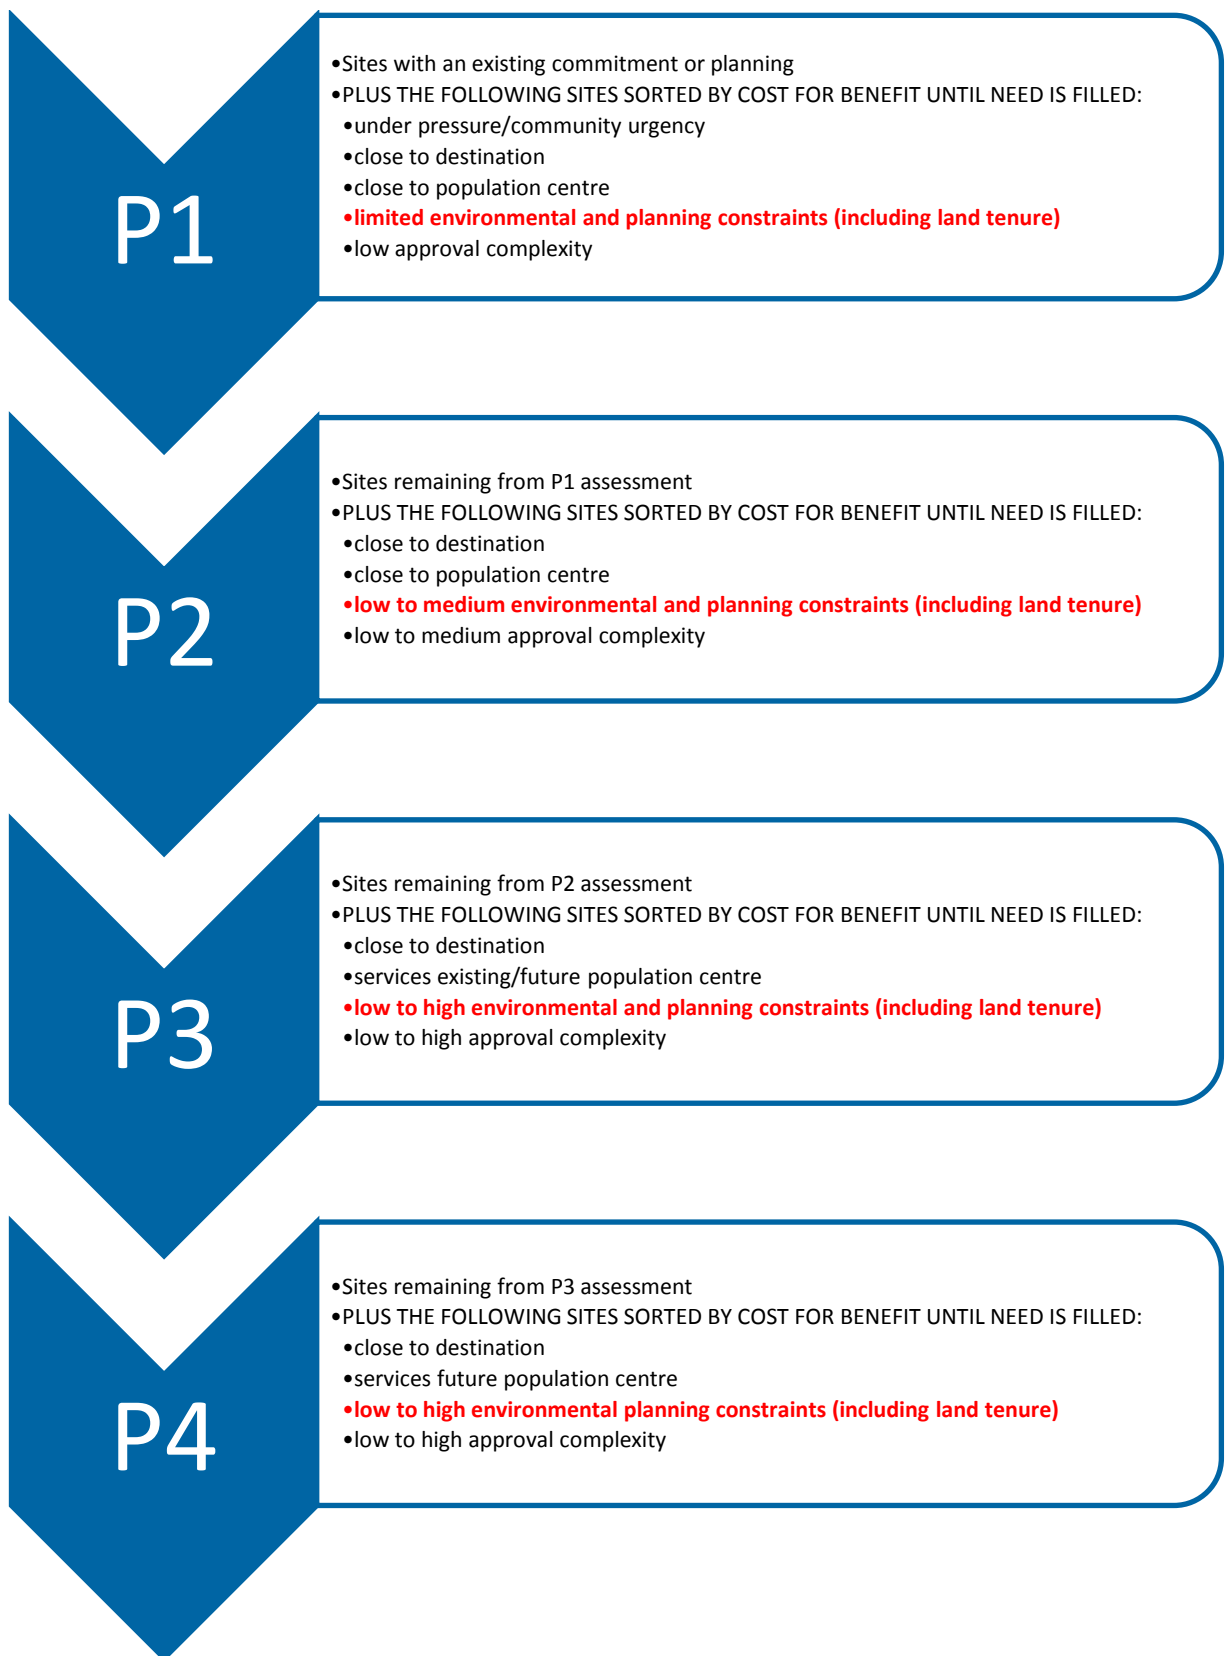 P1
•Sites with an existing commitment or planning
•PLUS THE FOLLOWING SITES SORTED BY COST FOR BENEFIT UNTIL NEED IS FILLED:
•under pressure/community urgency
•close to destination
•close to population centre
•limited environmental and planning constraints (including land tenure)
•low approval complexity
P2
•Sites remaining from P1 assessment
•PLUS THE FOLLOWING SITES SORTED BY COST FOR BENEFIT UNTIL NEED IS FILLED:
•close to destination
•close to population centre
•low to medium environmental and planning constraints (including land tenure)
•low to medium approval complexity
P3
•Sites remaining from P2 assessment
•PLUS THE FOLLOWING SITES SORTED BY COST FOR BENEFIT UNTIL NEED IS FILLED:
•close to destination
•services existing/future population centre
•low to high environmental and planning constraints (including land tenure)
•low to high approval complexity
P4
•Sites remaining from P3 assessment
•PLUS THE FOLLOWING SITES SORTED BY COST FOR BENEFIT UNTIL NEED IS FILLED:
•close to destination
•services future population centre
•low to high environmental planning constraints (including land tenure)
•low to high approval complexity